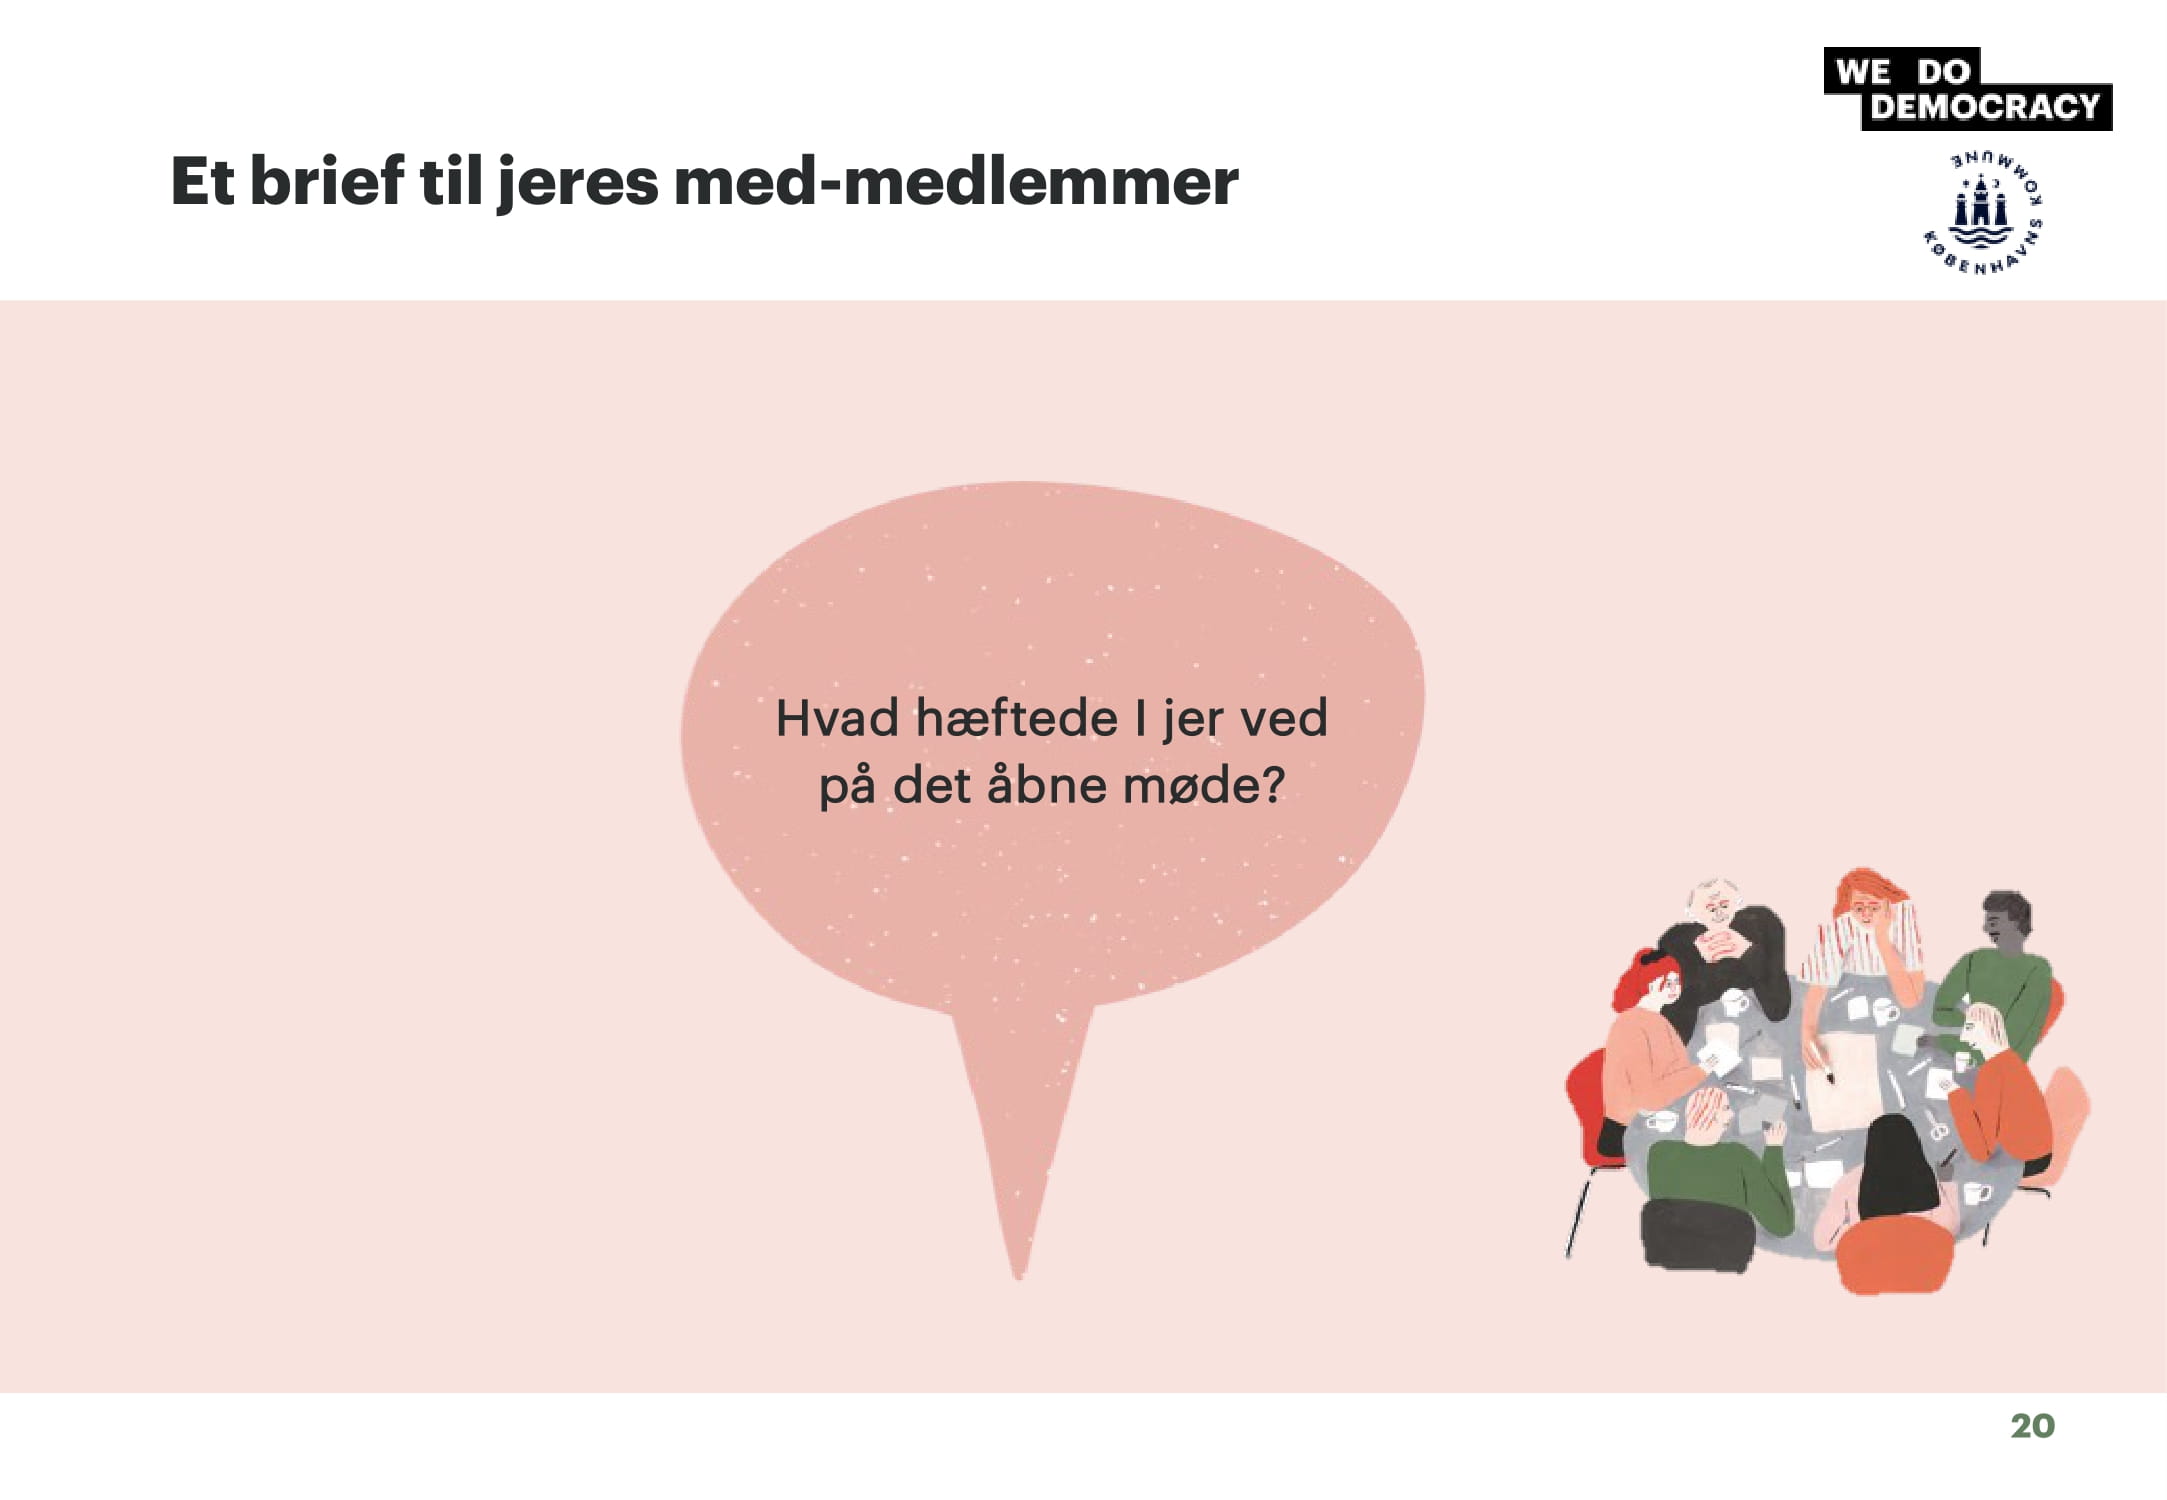 WE DO
DEMOCRACY
Et brief til jeres med-medlemmer
KØBENHAVNS KOMMUNE
Hvad hæftede I jer ved
på det åbne møde?
20